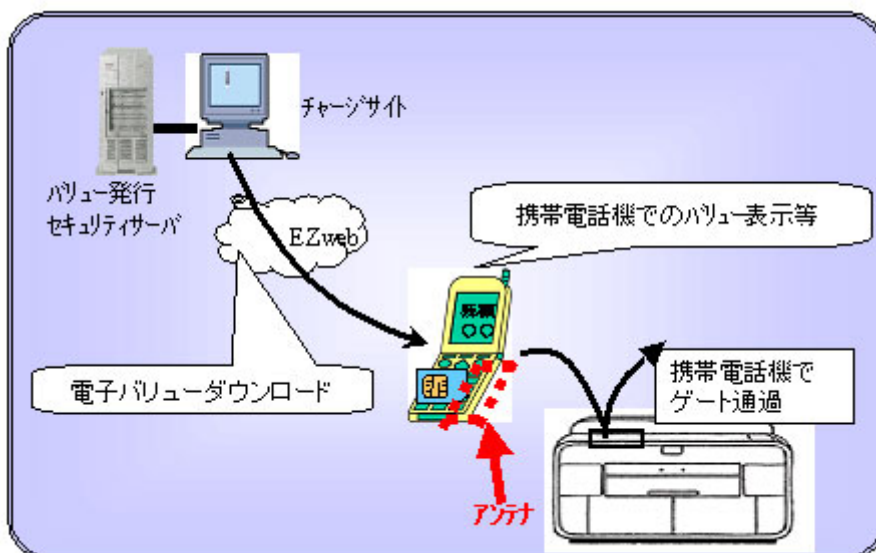 チャージサイト
バリュー発行
セキュリティサーバ
EZweb
携帯電話機でのバリュー表示等
残額
○○
電子バリューダウンロード
携帯電話機で
ゲート通過
アンテナ